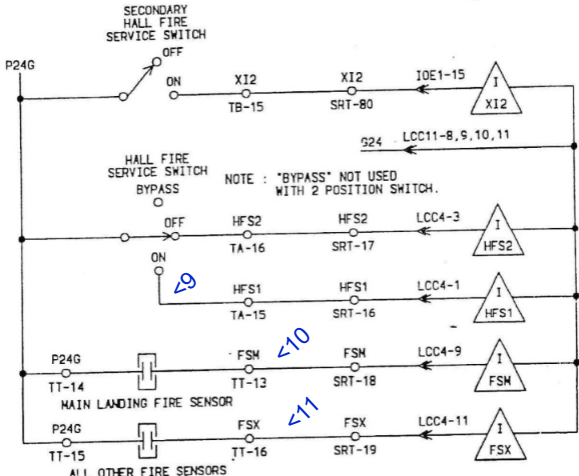 SECONDARY
HALL FIRE
SERVICE SWITCH
OFF
P24G
ON
XI2
XI2
IOE1-15
I
XI2
TB-15
SRT-80
G24
LCC11-8,9,10,11
HALL FIRE
SERVICE SWITCH
BYPASS
NOTE : "BYPASS" NOT USED
WITH 2 POSITION SWITCH.
OFF
HFS2
HFS2
LCC4-3
I
HFS2
TA-16
SRT-17
ON
<9
HFS1
HFS1
LCC4-1
I
HFS1
TA-15
SRT-16
<10
P24G
FSM
FSM
LCC4-9
I
FSM
TT-14
TT-13
SRT-18
MAIN LANDING FIRE SENSOR
<11
P24G
FSX
FSX
LCC4-11
I
FSX
TT-15
TT-16
SRT-19
ALL OTHER FIRE SENSORS